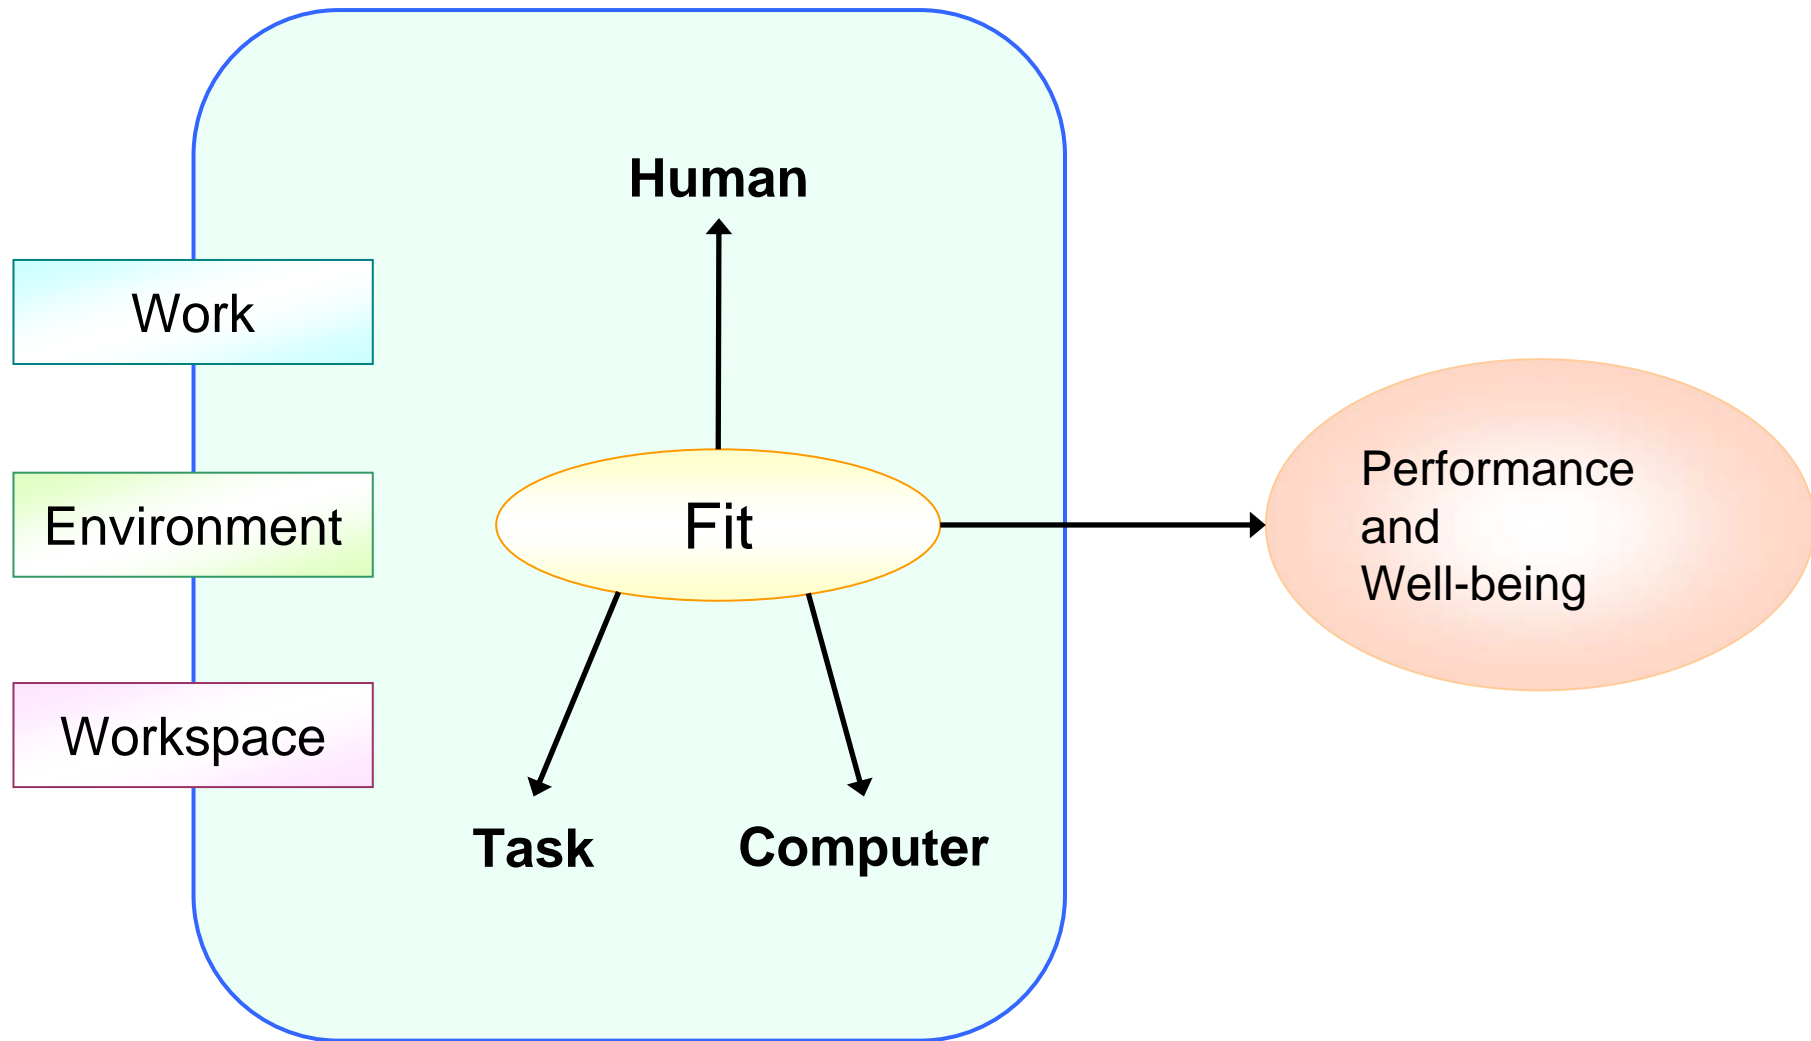 Human
Work
Environment
Workspace
Fit
Performance
and
Well-being
Task
Computer